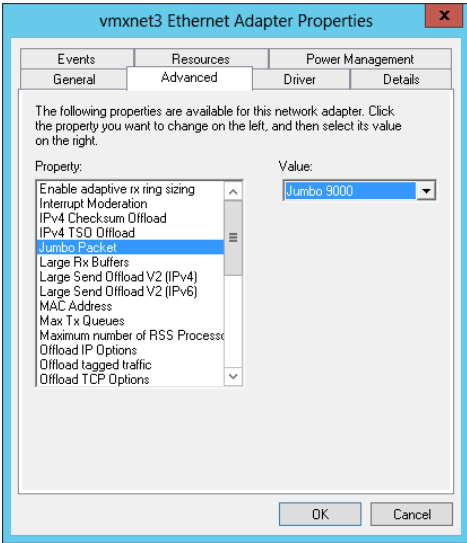 vmxnet3 Ethernet Adapter Properties
x
Events Resources Power Management
General Advanced Driver Details
The following properties are available for this network adapter. Click
the property you want to change on the left, and then select its value
on the right.
Property: Value:
Enable adaptive rx ring sizing Jumbo 9000
Interrupt Moderation
IPv4 Checksum Offload
IPv4 TSO Offload
Jumbo Packet
Large Rx Buffers
Large Send Offload V2 (IPv4)
Large Send Offload V2 (IPv6)
MAC Address
Max Tx Queues
Maximum number of RSS Processo
Offload IP Options
Offload tagged traffic
Offload TCP Options
OK Cancel